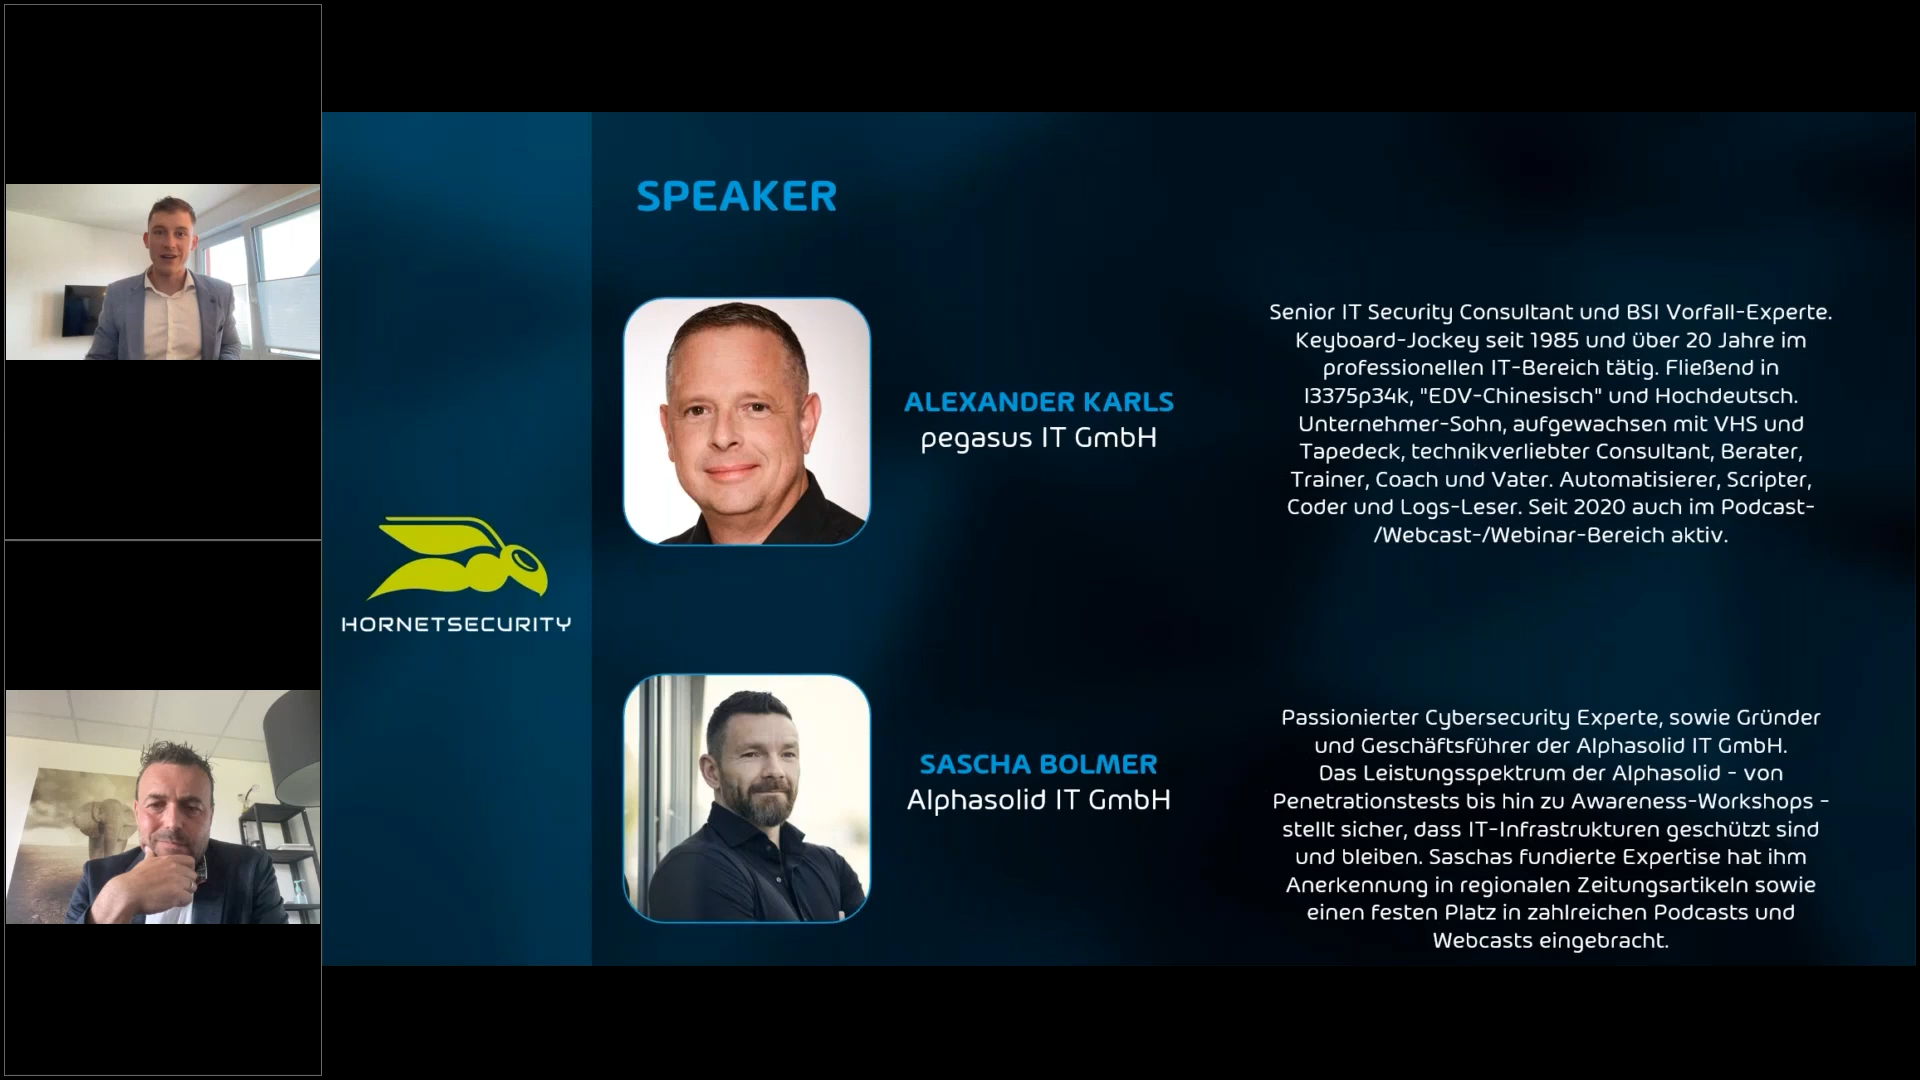 SPEAKER
ALEXANDER KARLS
pegasus IT GmbH
Senior IT Security Consultant und BSI Vorfall-Experte.
Keyboard-Jockey seit 1985 und über 20 Jahre im
professionellen IT-Bereich tätig. Fließend in
l3375p34k, "EDV-Chinesisch" und Hochdeutsch.
Unternehmer-Sohn, aufgewachsen mit VHS und
Tapedeck, technikverliebter Consultant, Berater,
Trainer, Coach und Vater. Automatisierer, Scripter,
Coder und Logs-Leser. Seit 2020 auch im Podcast-
/Webcast-/Webinar-Bereich aktiv.
HORNETSECURITY
SASCHA BOLMER
Alphasolid IT GmbH
Passionierter Cybersecurity Experte, sowie Gründer
und Geschäftsführer der Alphasolid IT GmbH.
Das Leistungsspektrum der Alphasolid - von
Penetrationstests bis hin zu Awareness-Workshops -
stellt sicher, dass IT-Infrastrukturen geschützt sind
und bleiben. Saschas fundierte Expertise hat ihm
Anerkennung in regionalen Zeitungsartikeln sowie
einen festen Platz in zahlreichen Podcasts und
Webcasts eingebracht.